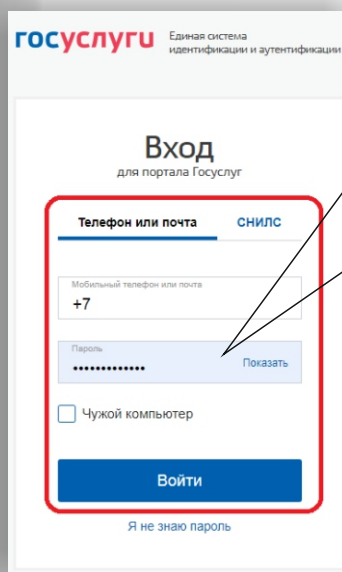 госуслуги
Единая система
идентификации и аутентификации
Вход
для портала Госуслуг
Телефон или почта СНИЛС
Мобильный телефон или почта
+7
Пароль
•••••••••••••
Показать
Чужой компьютер
Войти
Я не знаю пароль